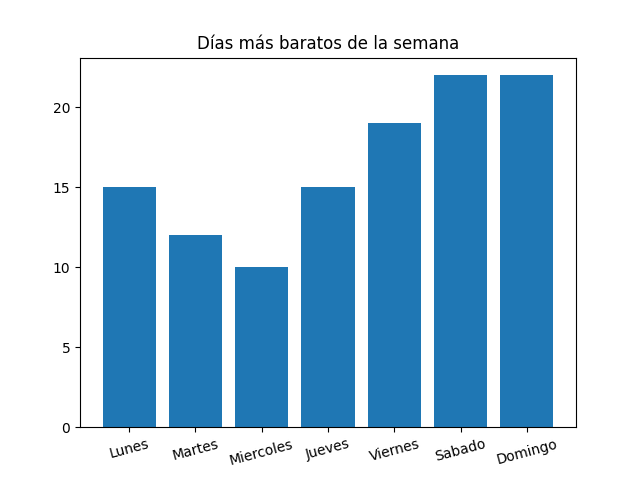 Días más baratos de la semana
20
15
10
5
0
Lunes
Martes
Miercoles
Jueves
Viernes
Sabado
Domingo